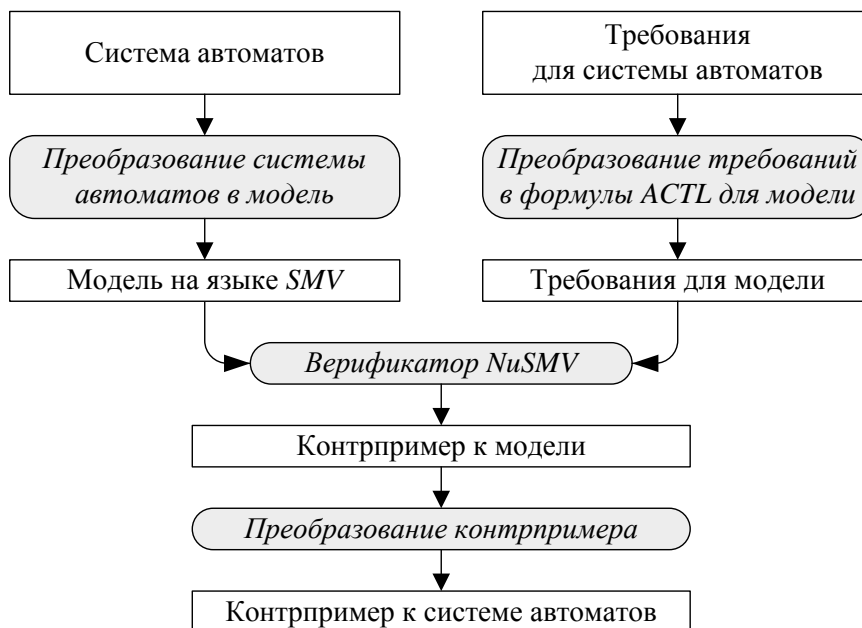 Система автоматов
Требования
для системы автоматов
Преобразование системы
автоматов в модель
Преобразование требований
в формулы ACTL для модели
Модель на языке SMV
Требования для модели
Верификатор NuSMV
Контрпример к модели
Преобразование контрпримера
Контрпример к системе автоматов